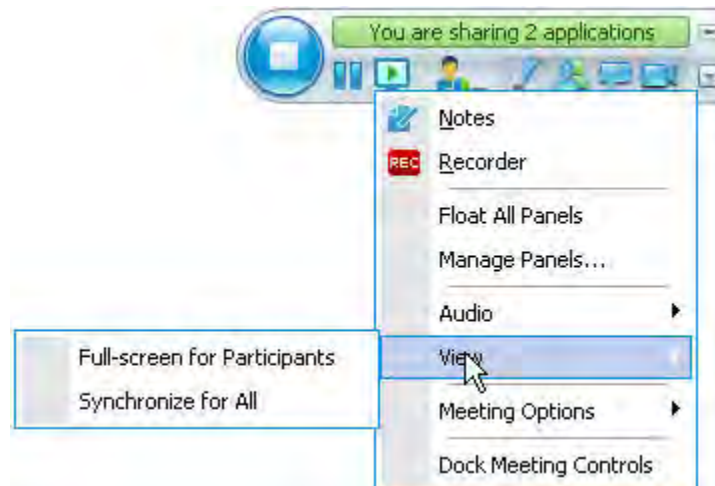 You are sharing 2 applications
Notes
REC Recorder
Float All Panels
Manage Panels...
Audio
View
Full-screen for Participants
Synchronize for All
Meeting Options
Dock Meeting Controls